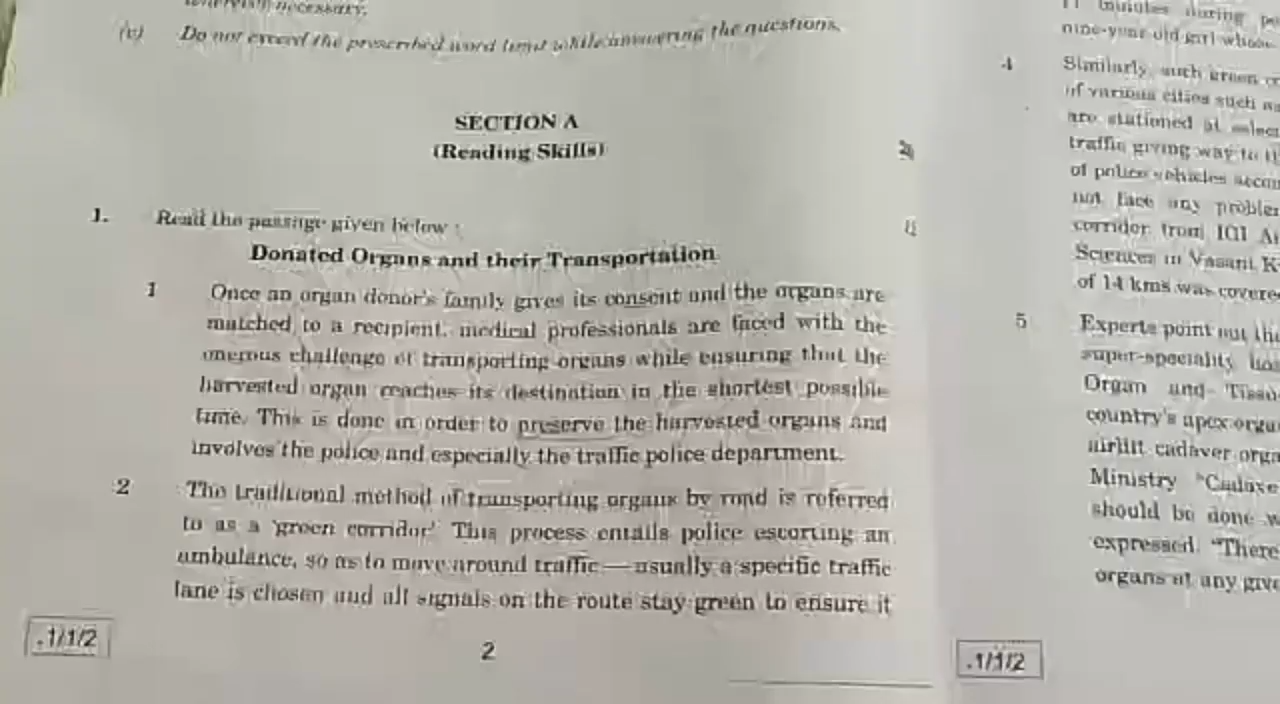 necessary.
(v) Do not exceed the prescribed word limit while answering the questions.
SECTION A
(Reading Skills)
1. Read the passage given below :
Donated Organs and their Transportation
1 Once an organ donor's family gives its consent and the organs are
matched to a recipient, medical professionals are faced with the
onerous challenge of transporting organs while ensuring that the
harvested organ reaches its destination in the shortest possible
time. This is done in order to preserve the harvested organs and
involves the police and especially the traffic police department.
2 The traditional method of transporting organs by road is referred
to as a 'green corridor'. This process entails police escorting an
ambulance, so as to move around traffic — usually a specific traffic
lane is chosen and all signals on the route stay green to ensure it
.1/1/2
2
minutes during
nine-year old girl whose
4 Similarly, such green
of various cities such as
are stationed at
traffic giving way to
of police vehicles
not face any
corridor from IGI
Sciences in Vasant
of 14 kms was
5 Experts point out
super-speciality
Organ and
country's apex
airlift cadaver
Ministry
should be done
expressed. "There
organs at any
.1/1/2